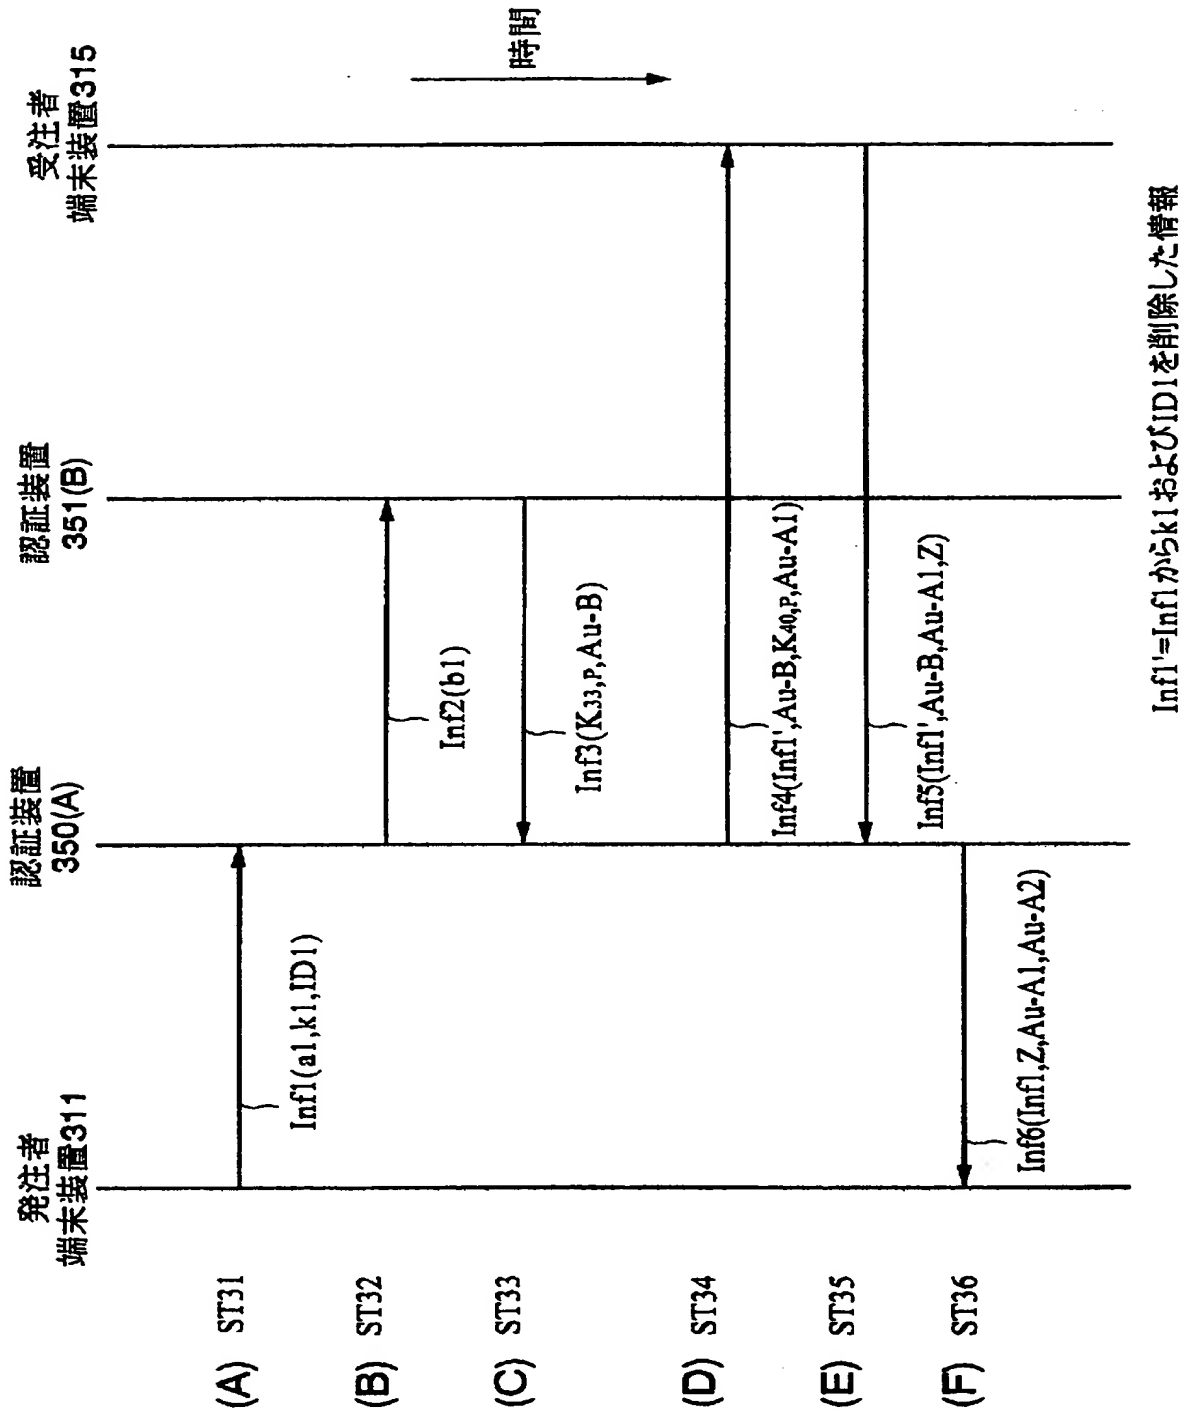 発注者
端末装置311
認証装置
350(A)
認証装置
351(B)
受注者
端末装置315
時間
(A) ST31
Inf1(a1,k1,ID1)
(B) ST32
Inf2(b1)
(C) ST33
Inf3(K33,P,Au-B)
(D) ST34
Inf4(Inf1',Au-B,K40,P,Au-A1)
(E) ST35
Inf5(Inf1',Au-B,Au-A1,Z)
(F) ST36
Inf6(Inf1,Z,Au-A1,Au-A2)
Inf1'=Inf1からk1およびID1を削除した情報